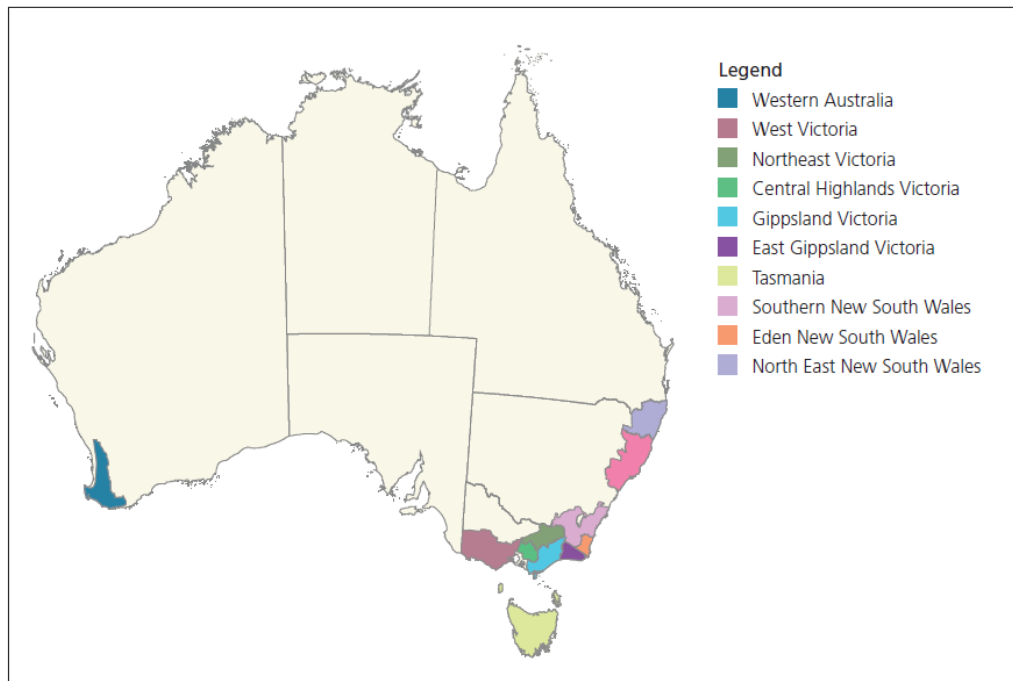 Legend
Western Australia
West Victoria
Northeast Victoria
Central Highlands Victoria
Gippsland Victoria
East Gippsland Victoria
Tasmania
Southern New South Wales
Eden New South Wales
North East New South Wales